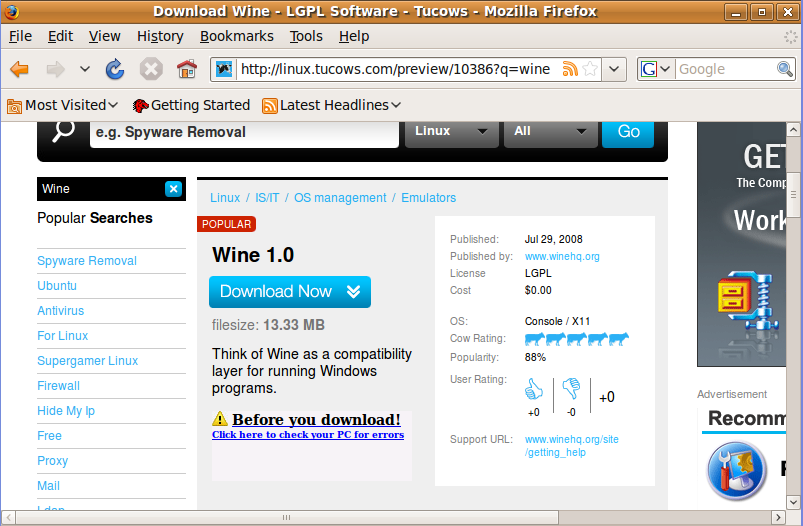 Download Wine - LGPL Software - Tucows - Mozilla Firefox
File Edit View History Bookmarks Tools Help
http://linux.tucows.com/preview/10386?q=wine
G Google
Most Visited Getting Started Latest Headlines
e.g. Spyware Removal Linux All Go
Wine
Popular Searches
Spyware Removal
Ubuntu
Antivirus
For Linux
Supergamer Linux
Firewall
Hide My Ip
Free
Proxy
Mail
Linux / IS/IT / OS management / Emulators
POPULAR
Wine 1.0
Download Now
filesize: 13.33 MB
Think of Wine as a compatibility
layer for running Windows
programs.
Before you download!
Click here to check your PC for errors
Published: Jul 29, 2008
Published by: www.winehq.org
License LGPL
Cost $0.00
OS: Console / X11
Cow Rating:
Popularity: 88%
User Rating:
+0 -0 +0
Support URL: www.winehq.org/site
/getting_help
GE
The Comp
Work
Advertisement
Recomm